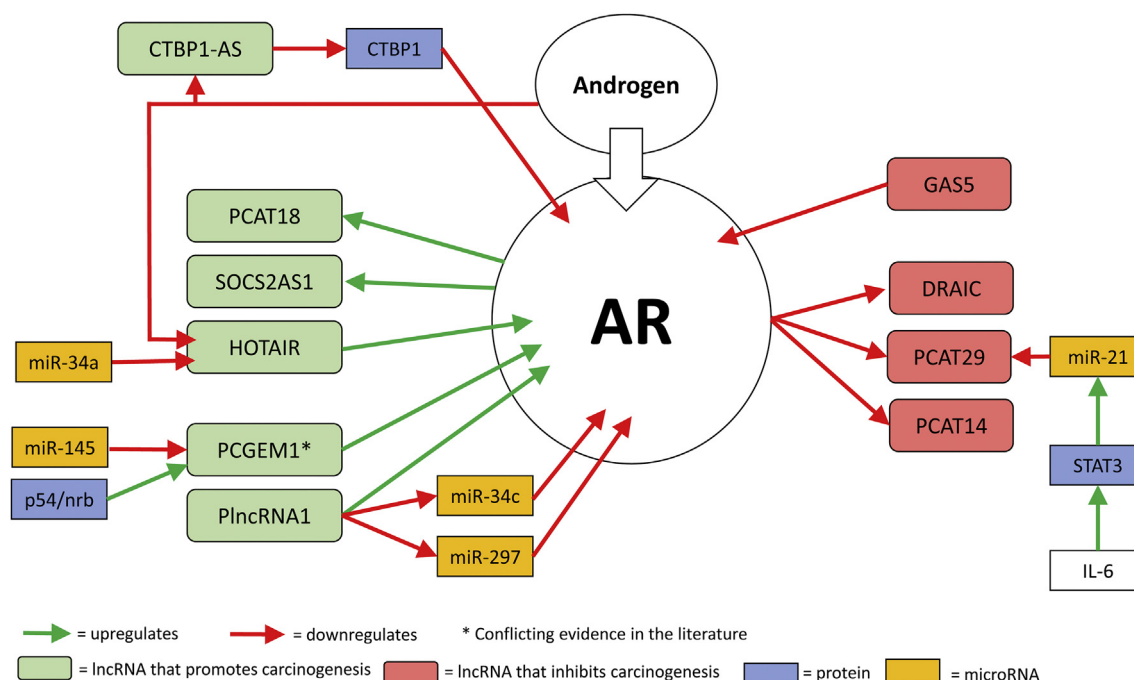 CTBP1-AS
CTBP1
Androgen
GAS5
PCAT18
SOCS2AS1
DRAIC
AR
HOTAIR
miR-34a
PCAT29
miR-21
PCAT14
miR-145
PCGEM1*
STAT3
p54/nrb
PlncRNA1
miR-34c
miR-297
IL-6
= upregulates
= downregulates
* Conflicting evidence in the literature
= lncRNA that promotes carcinogenesis
= lncRNA that inhibits carcinogenesis
= protein
= microRNA